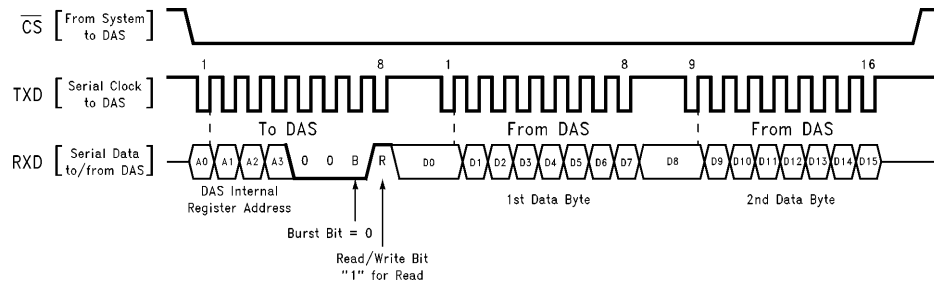 CS [From System to DAS]
1 8 1 8 9 16
TXD [Serial Clock to DAS]
To DAS From DAS From DAS
RXD [Serial Data to/from DAS] A0 A1 A2 A3 0 0 B R D0 D1 D2 D3 D4 D5 D6 D7 D8 D9 D10 D11 D12 D13 D14 D15
DAS Internal
Register Address
1st Data Byte
2nd Data Byte
Burst Bit = 0
Read/Write Bit
"1" for Read